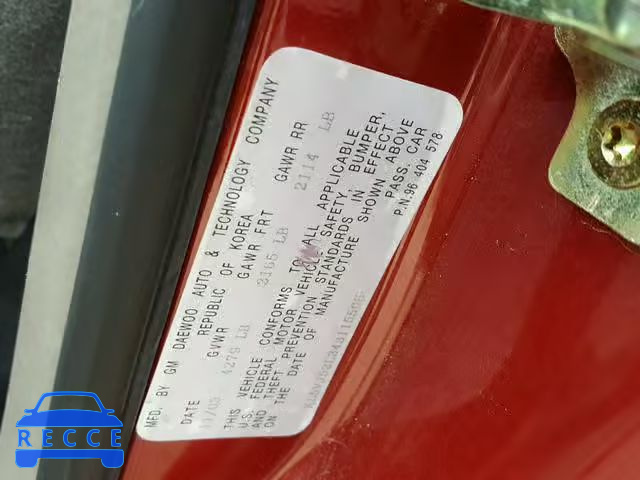 MFD. BY GM DAEWOO AUTO & TECHNOLOGY COMPANY
REPUBLIC OF KOREA
DATE GVWR GAWR FRT GAWR RR
11/03 4279 LB 2165 LB 2114 LB
THIS VEHICLE CONFORMS TO ALL APPLICABLE
U.S. FEDERAL MOTOR VEHICLE SAFETY, BUMPER,
AND THEFT PREVENTION STANDARDS IN EFFECT
ON THE DATE OF MANUFACTURE SHOWN ABOVE
PASS. CAR
P.N.96 404 578
RECCE